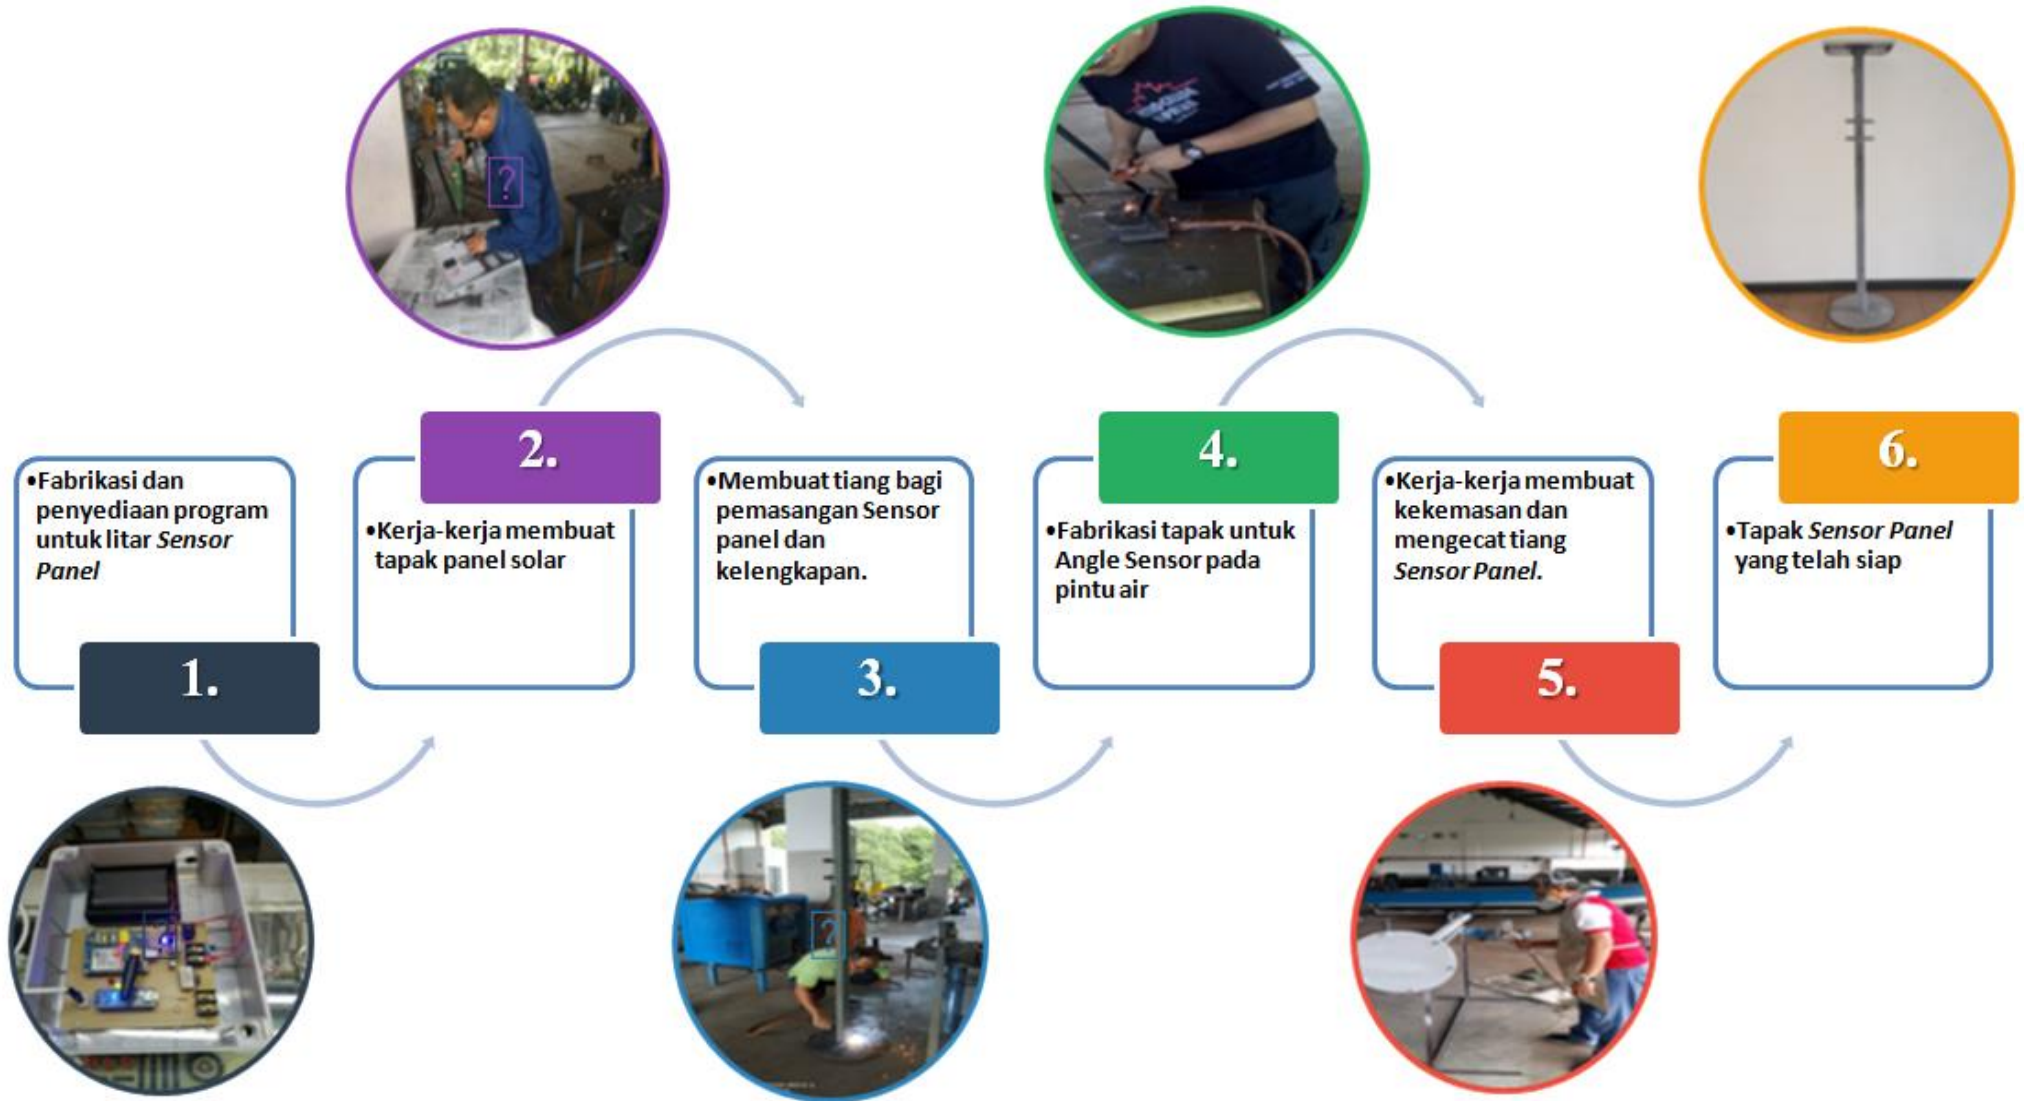 •Fabrikasi dan
penyediaan program
untuk litar Sensor
Panel
1.
2.
•Kerja-kerja membuat
tapak panel solar
•Membuat tiang bagi
pemasangan Sensor
panel dan
kelengkapan.
3.
4.
•Fabrikasi tapak untuk
Angle Sensor pada
pintu air
•Kerja-kerja membuat
kekemasan dan
mengecat tiang
Sensor Panel.
5.
6.
•Tapak Sensor Panel
yang telah siap
?
?